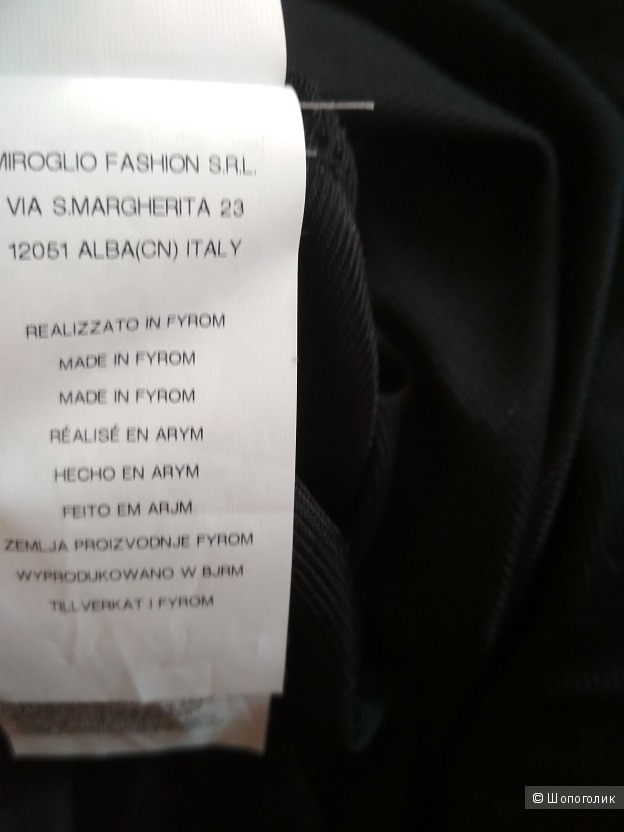 MIROGLIO FASHION S.R.L.
VIA S.MARGHERITA 23
12051 ALBA(CN) ITALY
REALIZZATO IN FYROM
MADE IN FYROM
MADE IN FYROM
RÉALISÉ EN ARYM
HECHO EN ARYM
FEITO EM ARJM
ZEMLJA PROIZVODNJE FYROM
WYPRODUKOWANO W BJRM
TILLVERKAT I FYROM
© Шопоголик